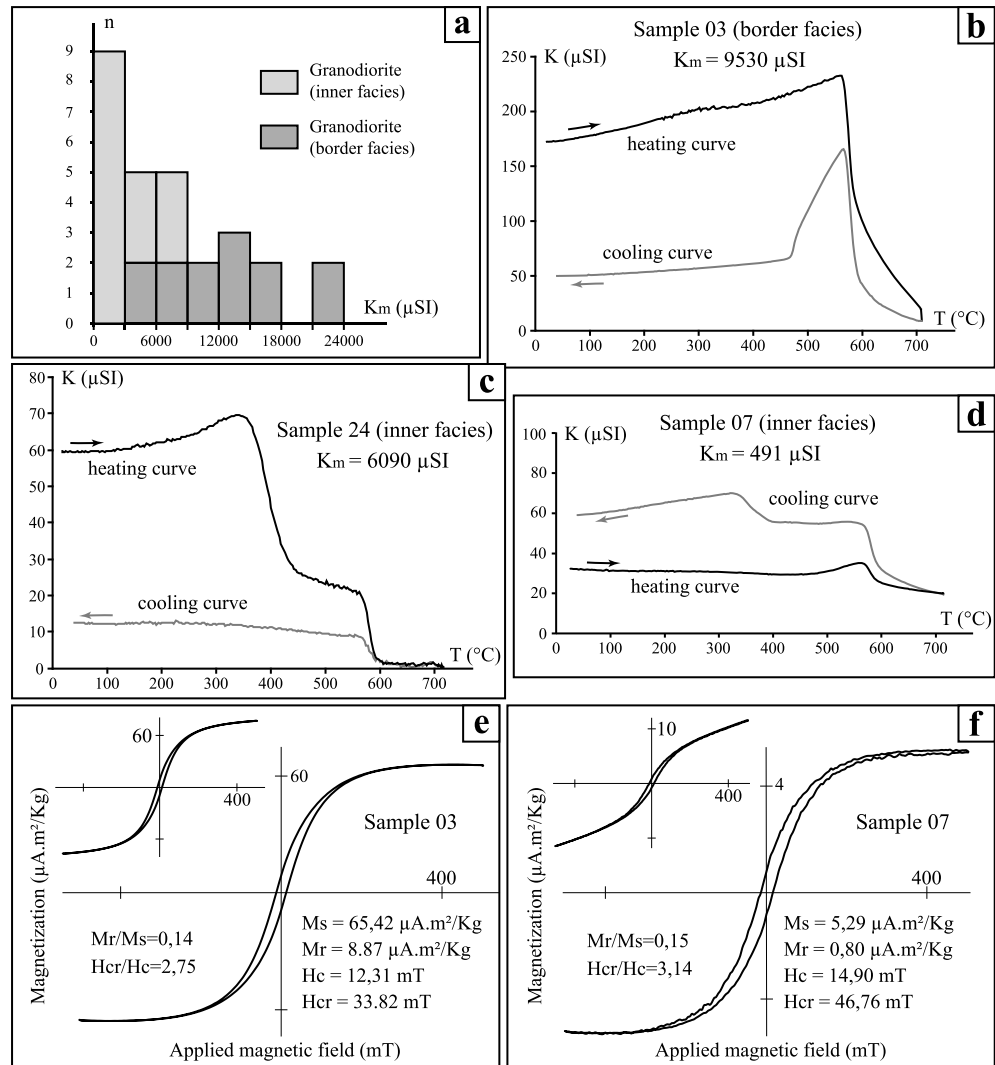 a
n
9
8
7
6
5
4
3
2
1
0
Granodiorite
(inner facies)
Granodiorite
(border facies)
Km (µSI)
0 6000 12000 18000 24000
b
Sample 03 (border facies)
Km = 9530 µSI
K (µSI)
250
200
150
100
50
0
heating curve
cooling curve
T (°C)
0 100 200 300 400 500 600 700
c
K (µSI)
80
70
60
50
40
30
20
10
0
Sample 24 (inner facies)
Km = 6090 µSI
heating curve
cooling curve
T (°C)
0 100 200 300 400 500 600 700
d
Sample 07 (inner facies)
Km = 491 µSI
K (µSI)
100
80
60
40
20
0
cooling curve
heating curve
T (°C)
0 100 200 300 400 500 600 700
e
60
400
60
Sample 03
400
Magnetization (µA.m²/Kg)
Mr/Ms=0,14
Hcr/Hc=2,75
Ms = 65,42 µA.m²/Kg
Mr = 8.87 µA.m²/Kg
Hc = 12,31 mT
Hcr = 33.82 mT
Applied magnetic field (mT)
f
10
400
4
Sample 07
400
Magnetization (µA.m²/Kg)
Mr/Ms=0,15
Hcr/Hc=3,14
Ms = 5,29 µA.m²/Kg
Mr = 0,80 µA.m²/Kg
Hc = 14,90 mT
Hcr = 46,76 mT
Applied magnetic field (mT)